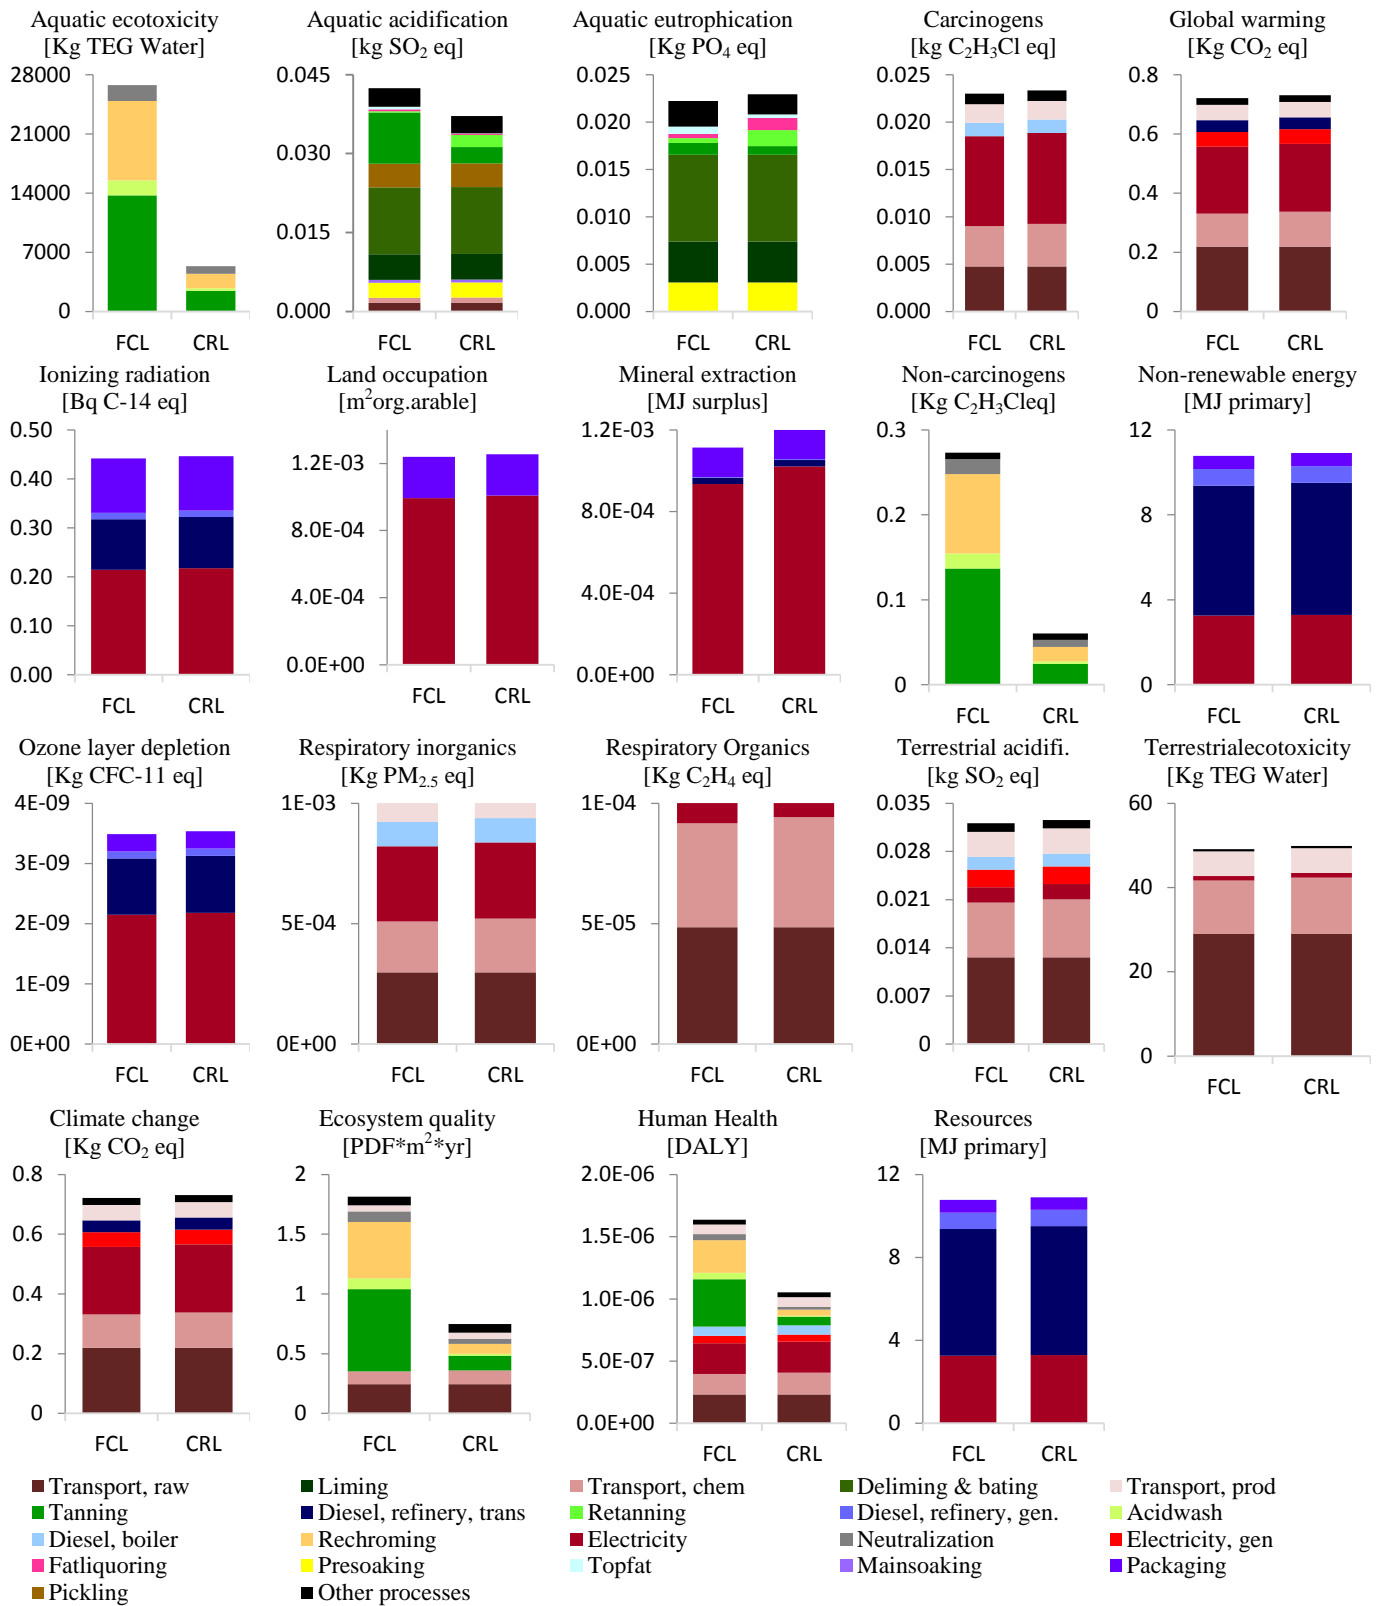 Aquatic ecotoxicity
[Kg TEG Water]
28000
21000
14000
7000
0
FCL CRL
Aquatic acidification
[kg SO₂ eq]
0.045
0.030
0.015
0.000
FCL CRL
Aquatic eutrophication
[Kg PO₄ eq]
0.025
0.020
0.015
0.010
0.005
0.000
FCL CRL
Carcinogens
[kg C₂H₃Cl eq]
0.025
0.020
0.015
0.010
0.005
0.000
FCL CRL
Global warming
[Kg CO₂ eq]
0.8
0.6
0.4
0.2
0
FCL CRL
Ionizing radiation
[Bq C-14 eq]
0.50
0.40
0.30
0.20
0.10
0.00
FCL CRL
Land occupation
[m²org.arable]
1.2E-03
8.0E-04
4.0E-04
0.0E+00
FCL CRL
Mineral extraction
[MJ surplus]
1.2E-03
8.0E-04
4.0E-04
0.0E+00
FCL CRL
Non-carcinogens
[Kg C₂H₃Cleq]
0.3
0.2
0.1
0
FCL CRL
Non-renewable energy
[MJ primary]
12
8
4
0
FCL CRL
Ozone layer depletion
[Kg CFC-11 eq]
4E-09
3E-09
2E-09
1E-09
0E+00
FCL CRL
Respiratory inorganics
[Kg PM₂.₅ eq]
1E-03
5E-04
0E+00
FCL CRL
Respiratory Organics
[Kg C₂H₄ eq]
1E-04
5E-05
0E+00
FCL CRL
Terrestrial acidifi.
[kg SO₂ eq]
0.035
0.028
0.021
0.014
0.007
0
FCL CRL
Terrestrialecotoxicity
[Kg TEG Water]
60
40
20
0
FCL CRL
Climate change
[Kg CO₂ eq]
0.8
0.6
0.4
0.2
0
FCL CRL
Ecosystem quality
[PDF*m²*yr]
2
1.5
1
0.5
0
FCL CRL
Human Health
[DALY]
2.0E-06
1.5E-06
1.0E-06
5.0E-07
0.0E+00
FCL CRL
Resources
[MJ primary]
12
8
4
0
FCL CRL
Transport, raw Liming Transport, chem Deliming & bating Transport, prod
Tanning Diesel, refinery, trans Retanning Diesel, refinery, gen. Acidwash
Diesel, boiler Rechroming Electricity Neutralization Electricity, gen
Fatliquoring Presoaking Topfat Mainsoaking Packaging
Pickling Other processes